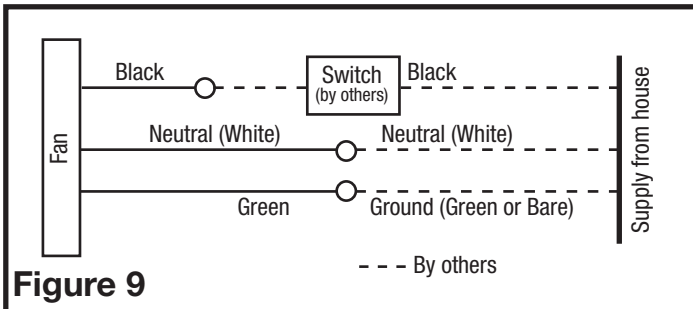 Black
Switch
(by others)
Black
Neutral (White)
Neutral (White)
Fan
Green
Ground (Green or Bare)
Supply from house
- - - - By others
Figure 9